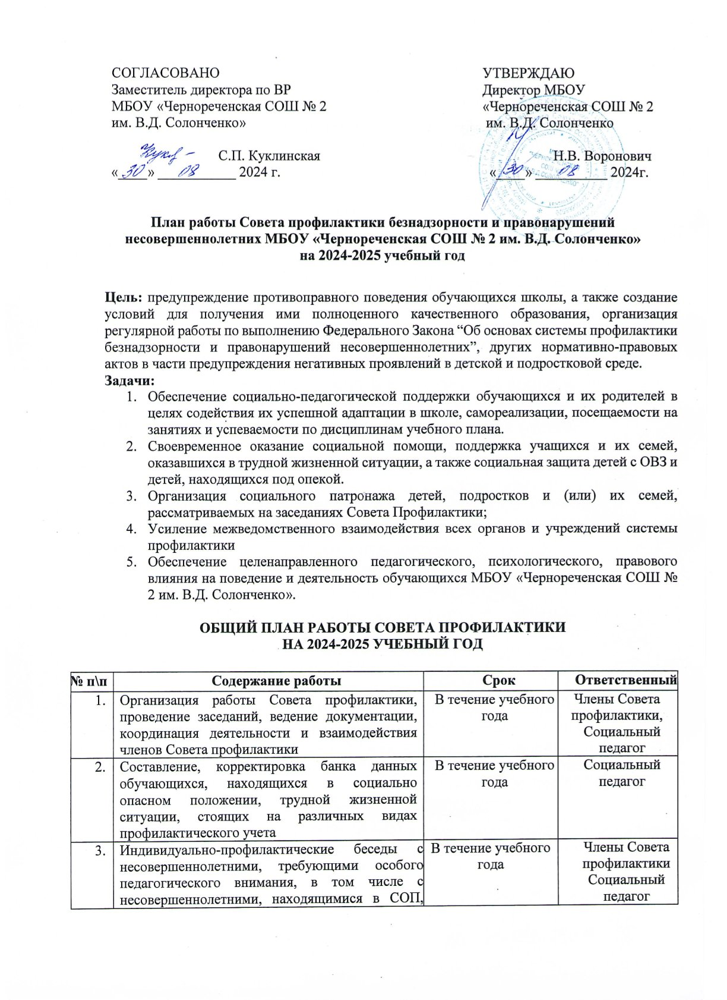 СОГЛАСОВАНО
Заместитель директора по ВР
МБОУ «Чернореченская СОШ № 2
им. В.Д. Солонченко»
С.П. Куклинская
«30» 08 2024 г.
УТВЕРЖДАЮ
Директор МБОУ
«Чернореченская СОШ № 2
им. В.Д. Солонченко
Н.В. Воронович
«30» 08 2024г.
План работы Совета профилактики безнадзорности и правонарушений
несовершеннолетних МБОУ «Чернореченская СОШ № 2 им. В.Д. Солонченко»
на 2024-2025 учебный год
Цель: предупреждение противоправного поведения обучающихся школы, а также создание
условий для получения ими полноценного качественного образования, организация
регулярной работы по выполнению Федерального Закона “Об основах системы профилактики
безнадзорности и правонарушений несовершеннолетних”, других нормативно-правовых
актов в части предупреждения негативных проявлений в детской и подростковой среде.
Задачи:
1. Обеспечение социально-педагогической поддержки обучающихся и их родителей в
целях содействия их успешной адаптации в школе, самореализации, посещаемости на
занятиях и успеваемости по дисциплинам учебного плана.
2. Своевременное оказание социальной помощи, поддержка учащихся и их семей,
оказавшихся в трудной жизненной ситуации, а также социальная защита детей с ОВЗ и
детей, находящихся под опекой.
3. Организация социального патронажа детей, подростков и (или) их семей,
рассматриваемых на заседаниях Совета Профилактики;
4. Усиление межведомственного взаимодействия всех органов и учреждений системы
профилактики
5. Обеспечение целенаправленного педагогического, психологического, правового
влияния на поведение и деятельность обучающихся МБОУ «Чернореченская СОШ №
2 им. В.Д. Солонченко».
ОБЩИЙ ПЛАН РАБОТЫ СОВЕТА ПРОФИЛАКТИКИ
НА 2024-2025 УЧЕБНЫЙ ГОД
№ п\п Содержание работы Срок Ответственный
1. Организация работы Совета профилактики, В течение учебного Члены Совета
проведение заседаний, ведение документации, года профилактики,
координация деятельности и взаимодействия Социальный
членов Совета профилактики педагог
2. Составление, корректировка банка данных В течение учебного Социальный
обучающихся, находящихся в социально года педагог
опасном положении, трудной жизненной
ситуации, стоящих на различных видах
профилактического учета
3. Индивидуально-профилактические беседы с В течение учебного Члены Совета
несовершеннолетними, требующими особого года профилактики
педагогического внимания, в том числе с Социальный
несовершеннолетними, находящимися в СОП, педагог